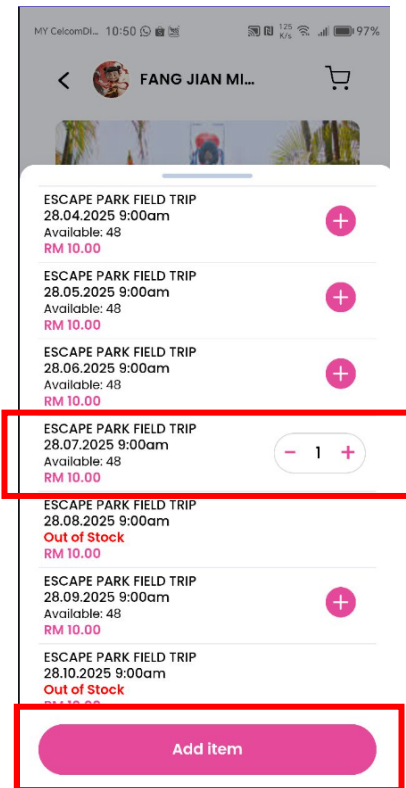 MY CelcomDi... 10:50 125 K/s 97%
FANG JIAN MI...
ESCAPE PARK FIELD TRIP
28.04.2025 9:00am
Available: 48
RM 10.00
ESCAPE PARK FIELD TRIP
28.05.2025 9:00am
Available: 48
RM 10.00
ESCAPE PARK FIELD TRIP
28.06.2025 9:00am
Available: 48
RM 10.00
ESCAPE PARK FIELD TRIP
28.07.2025 9:00am
Available: 48
RM 10.00
- 1 +
ESCAPE PARK FIELD TRIP
28.08.2025 9:00am
Out of Stock
RM 10.00
ESCAPE PARK FIELD TRIP
28.09.2025 9:00am
Available: 48
RM 10.00
ESCAPE PARK FIELD TRIP
28.10.2025 9:00am
Out of Stock
RM 10.00
Add item